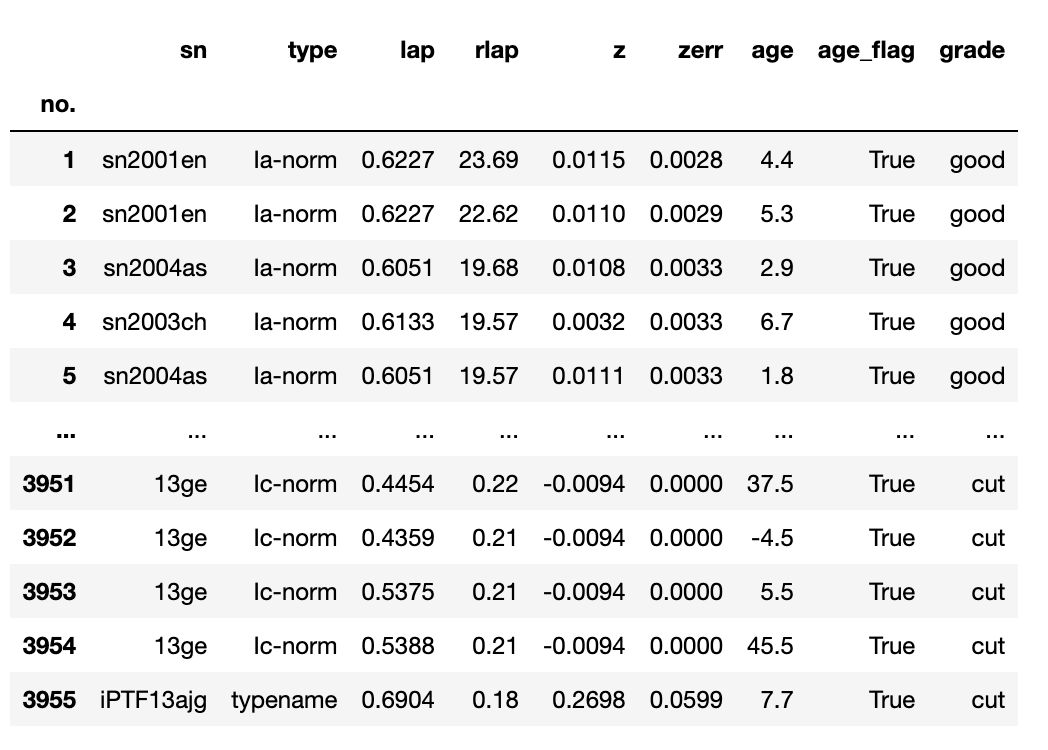 sn type lap rlap z zerr age age_flag grade
no.
1 sn2001en Ia-norm 0.6227 23.69 0.0115 0.0028 4.4 True good
2 sn2001en Ia-norm 0.6227 22.62 0.0110 0.0029 5.3 True good
3 sn2004as Ia-norm 0.6051 19.68 0.0108 0.0033 2.9 True good
4 sn2003ch Ia-norm 0.6133 19.57 0.0032 0.0033 6.7 True good
5 sn2004as Ia-norm 0.6051 19.57 0.0111 0.0033 1.8 True good
... ... ... ... ... ... ... ... ... ...
3951 13ge Ic-norm 0.4454 0.22 -0.0094 0.0000 37.5 True cut
3952 13ge Ic-norm 0.4359 0.21 -0.0094 0.0000 -4.5 True cut
3953 13ge Ic-norm 0.5375 0.21 -0.0094 0.0000 5.5 True cut
3954 13ge Ic-norm 0.5388 0.21 -0.0094 0.0000 45.5 True cut
3955 iPTF13ajg typename 0.6904 0.18 0.2698 0.0599 7.7 True cut